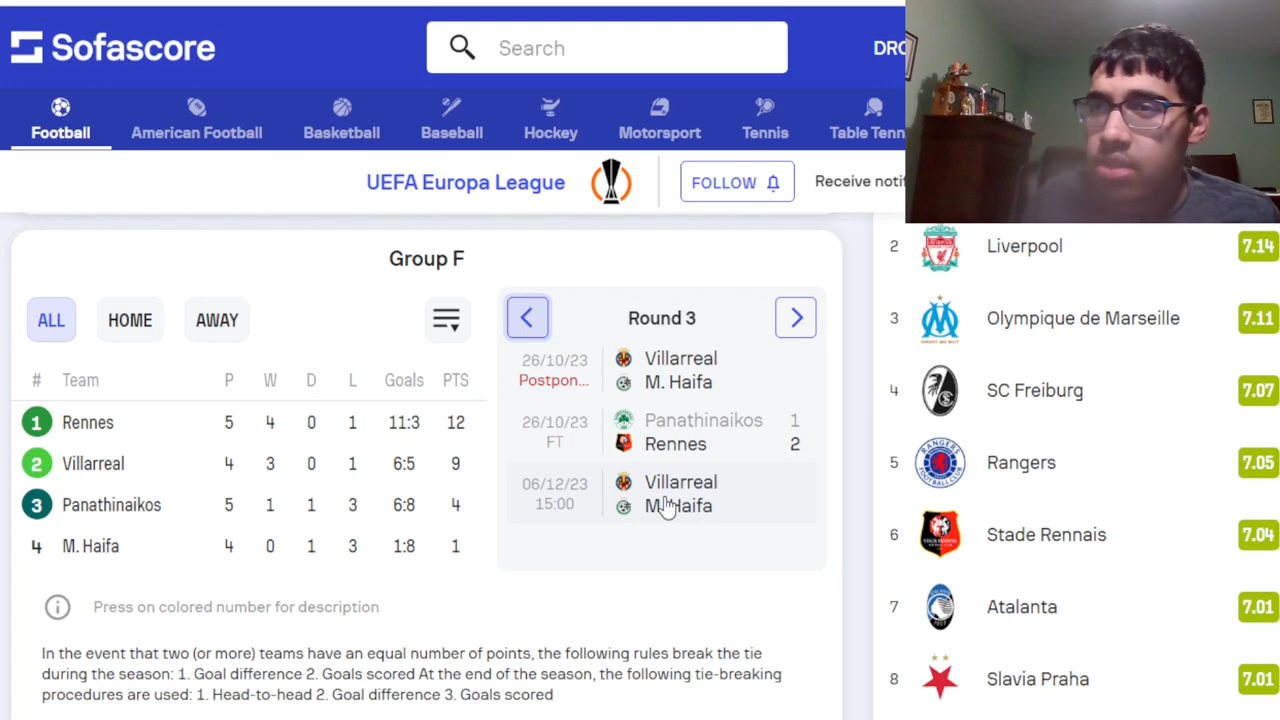 Sofascore
Search
DRO
Football
American Football
Basketball
Baseball
Hockey
Motorsport
Tennis
Table Tenn
UEFA Europa League
FOLLOW
Receive notif
Group F
ALL
HOME
AWAY
# Team P W D L Goals PTS
1 Rennes 5 4 0 1 11:3 12
2 Villarreal 4 3 0 1 6:5 9
3 Panathinaikos 5 1 1 3 6:8 4
4 M. Haifa 4 0 1 3 1:8 1
Press on colored number for description
In the event that two (or more) teams have an equal number of points, the following rules break the tie
during the season: 1. Goal difference 2. Goals scored At the end of the season, the following tie-breaking
procedures are used: 1. Head-to-head 2. Goal difference 3. Goals scored
Round 3
26/10/23 Villarreal
Postpon... M. Haifa
26/10/23 Panathinaikos 1
FT Rennes 2
06/12/23 Villarreal
15:00 M. Haifa
2 Liverpool 7.14
3 Olympique de Marseille 7.11
4 SC Freiburg 7.07
5 Rangers 7.05
6 Stade Rennais 7.04
7 Atalanta 7.01
8 Slavia Praha 7.01